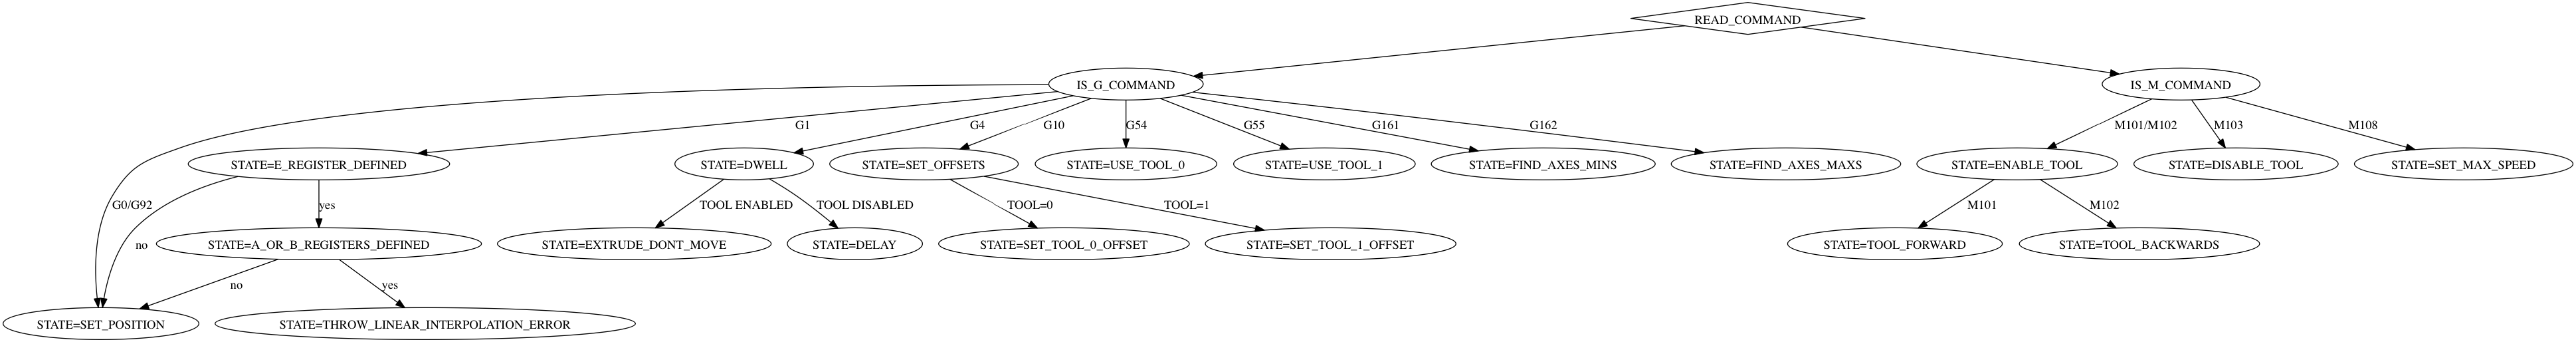 READ_COMMAND
IS_G_COMMAND
IS_M_COMMAND
G1
G4
G10
G54
G55
G161
G162
M101/M102
M103
M108
STATE=E_REGISTER_DEFINED
STATE=DWELL
STATE=SET_OFFSETS
STATE=USE_TOOL_0
STATE=USE_TOOL_1
STATE=FIND_AXES_MINS
STATE=FIND_AXES_MAXS
STATE=ENABLE_TOOL
STATE=DISABLE_TOOL
STATE=SET_MAX_SPEED
G0/G92
yes
TOOL ENABLED
TOOL DISABLED
TOOL=0
TOOL=1
M101
M102
no
STATE=A_OR_B_REGISTERS_DEFINED
STATE=EXTRUDE_DONT_MOVE
STATE=DELAY
STATE=SET_TOOL_0_OFFSET
STATE=SET_TOOL_1_OFFSET
STATE=TOOL_FORWARD
STATE=TOOL_BACKWARDS
no
yes
STATE=SET_POSITION
STATE=THROW_LINEAR_INTERPOLATION_ERROR